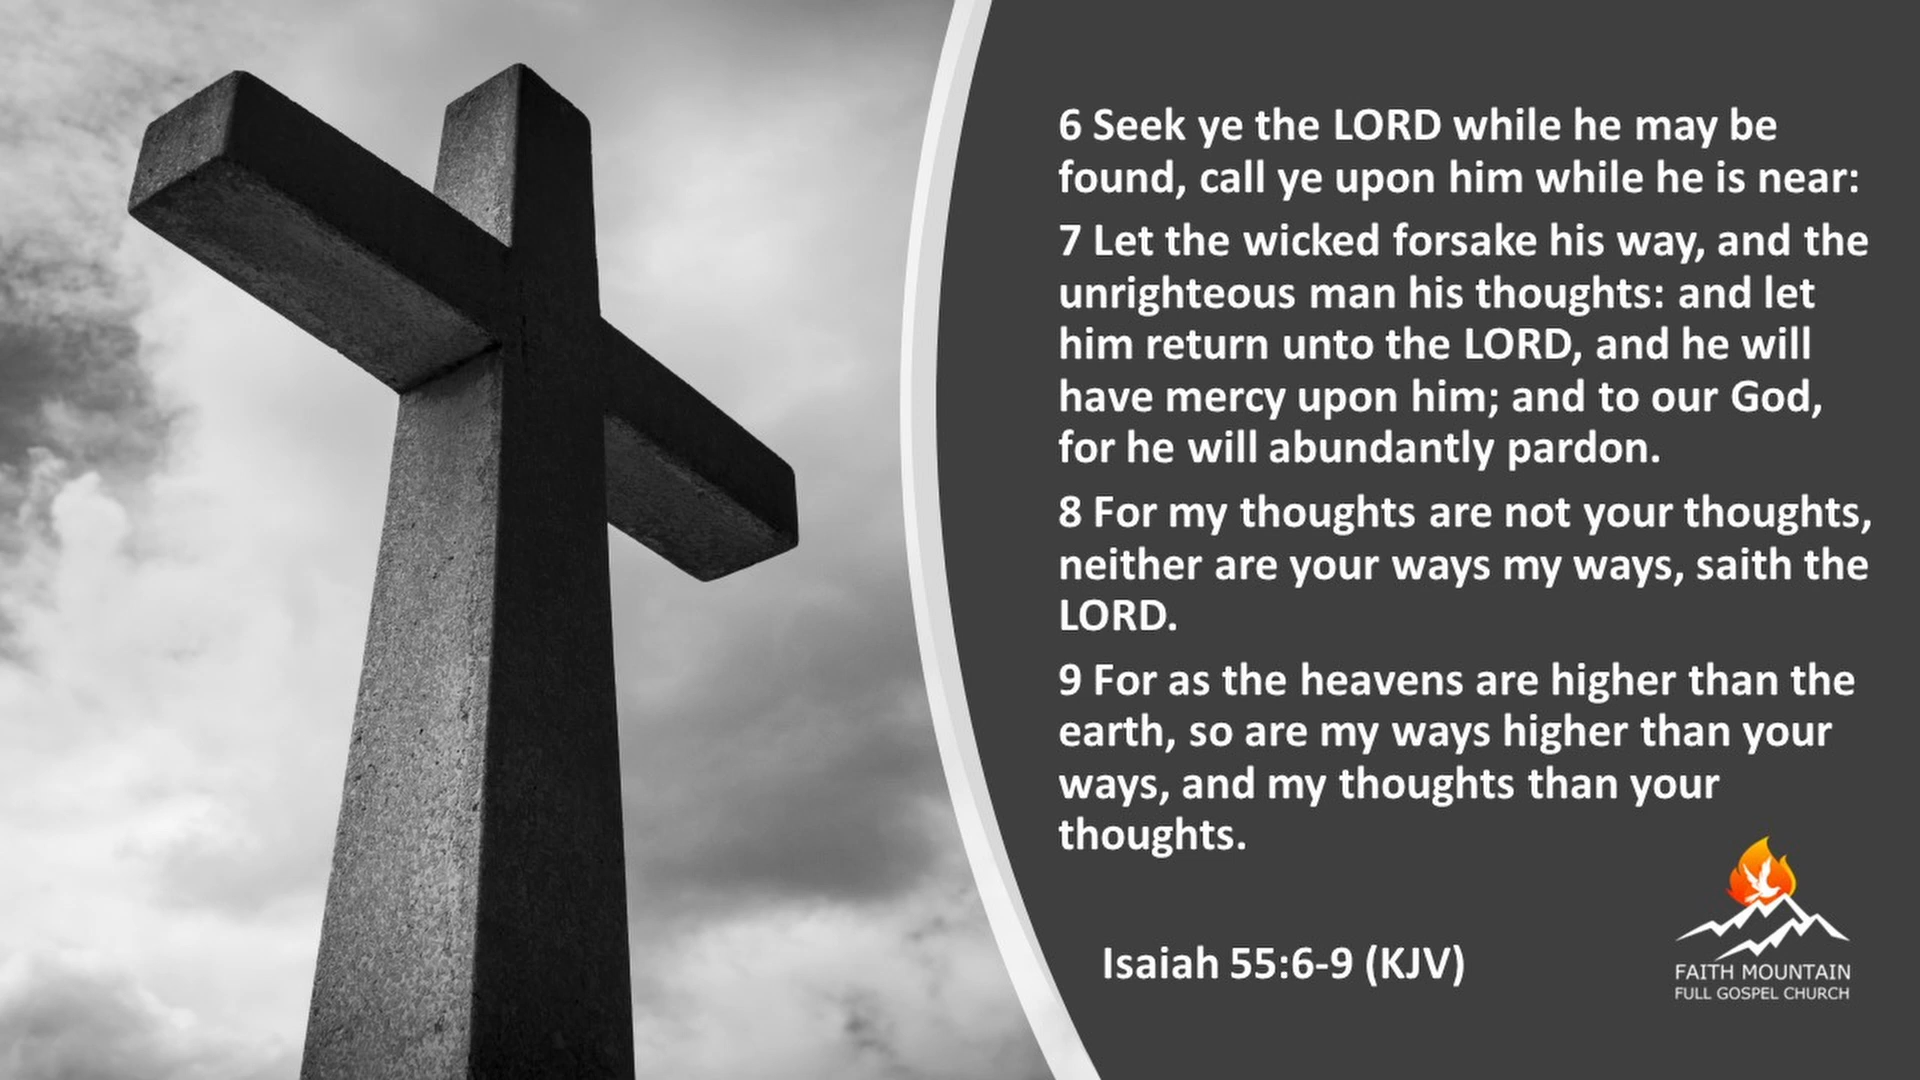 6 Seek ye the LORD while he may be
found, call ye upon him while he is near:
7 Let the wicked forsake his way, and the
unrighteous man his thoughts: and let
him return unto the LORD, and he will
have mercy upon him; and to our God,
for he will abundantly pardon.
8 For my thoughts are not your thoughts,
neither are your ways my ways, saith the
LORD.
9 For as the heavens are higher than the
earth, so are my ways higher than your
ways, and my thoughts than your
thoughts.
Isaiah 55:6-9 (KJV)
FAITH MOUNTAIN
FULL GOSPEL CHURCH